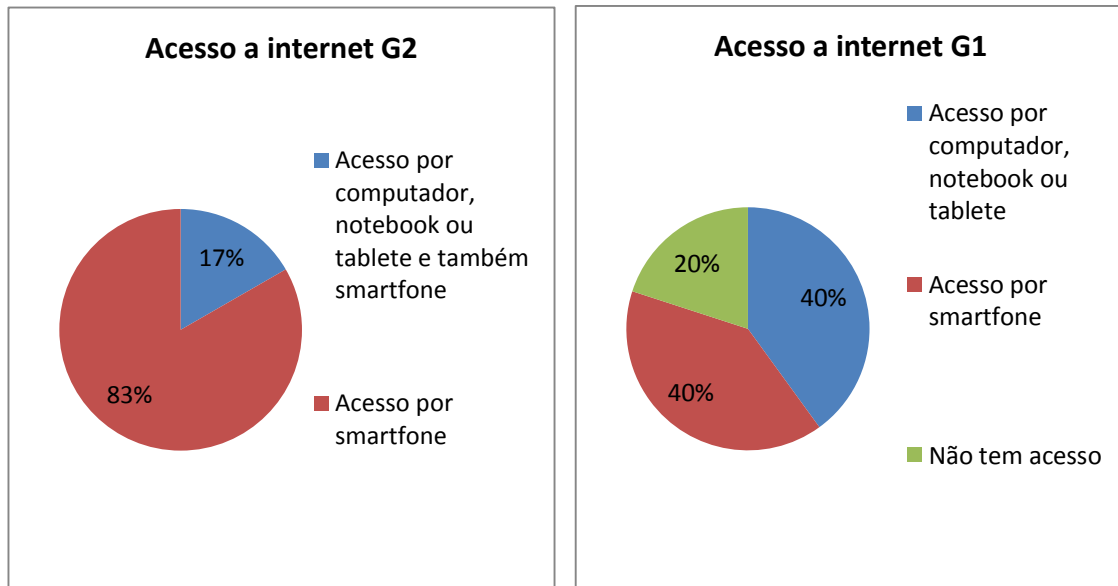 Acesso a internet G2
Acesso por
computador,
notebook ou
tablete e também
smartfone
17%
83%
Acesso por
smartfone
Acesso a internet G1
Acesso por
computador,
notebook ou
tablete
20%
40%
Acesso por
smartfone
40%
Não tem acesso